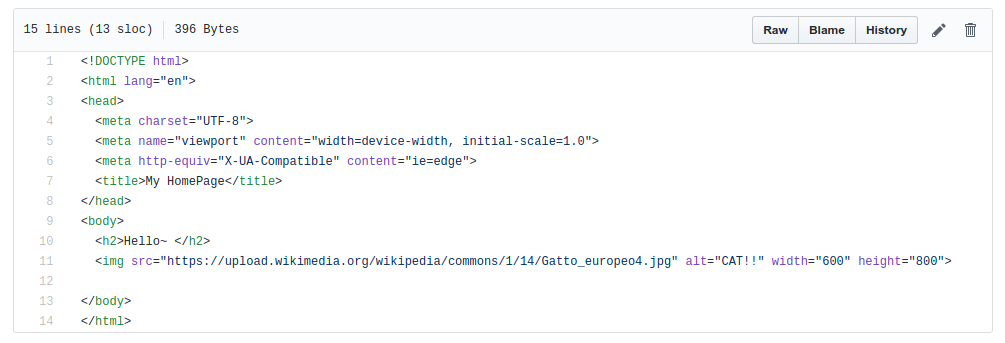 15 lines (13 sloc) 396 Bytes Raw Blame History
1 <!DOCTYPE html>
2 <html lang="en">
3 <head>
4   <meta charset="UTF-8">
5   <meta name="viewport" content="width=device-width, initial-scale=1.0">
6   <meta http-equiv="X-UA-Compatible" content="ie=edge">
7   <title>My HomePage</title>
8 </head>
9 <body>
10   <h2>Hello~ </h2>
11   <img src="https://upload.wikimedia.org/wikipedia/commons/1/14/Gatto_europeo4.jpg" alt="CAT!!" width="600" height="800">
12
13 </body>
14 </html>